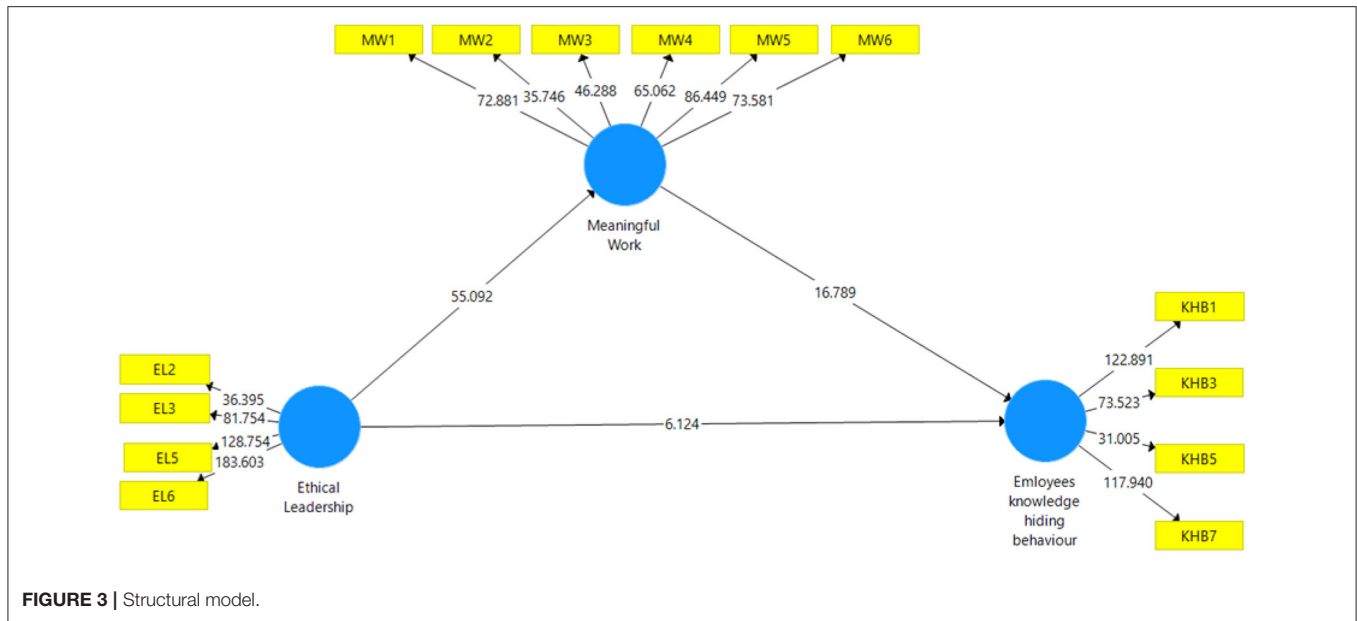 MW1 MW2 MW3 MW4 MW5 MW6
72.881 35.746 46.288 65.062 86.449 73.581
Meaningful
Work
55.092
16.789
EL2
EL3
EL5
EL6
36.395
81.754
128.754
183.603
Ethical
Leadership
6.124
KHB1
KHB3
KHB5
KHB7
122.891
73.523
31.005
117.940
Emloyees
knowledge
hiding
behaviour
FIGURE 3 | Structural model.